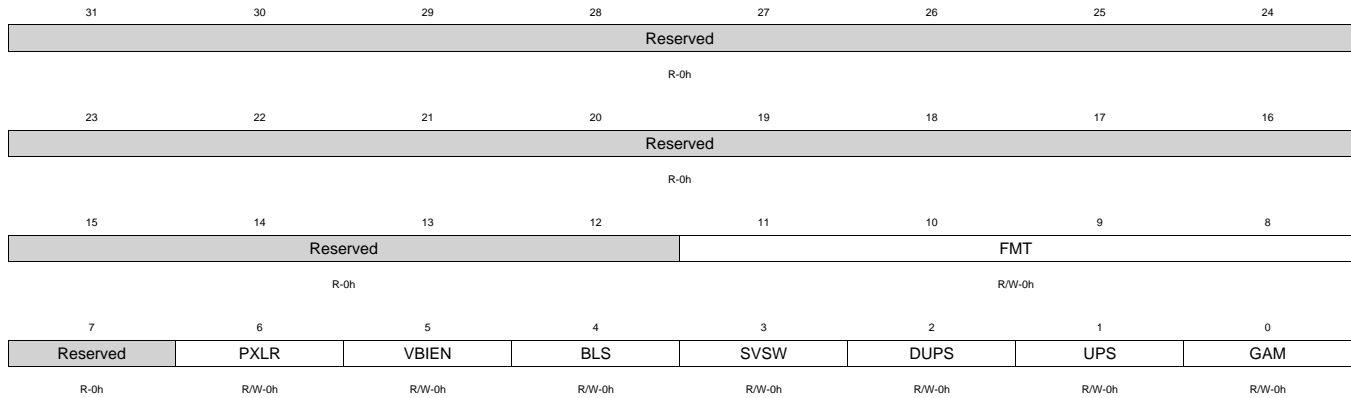 31 30 29 28 27 26 25 24
Reserved
R-0h
23 22 21 20 19 18 17 16
Reserved
R-0h
15 14 13 12 11 10 9 8
Reserved FMT
R-0h R/W-0h
7 6 5 4 3 2 1 0
Reserved PXLR VBIEN BLS SVSW DUPS UPS GAM
R-0h R/W-0h R/W-0h R/W-0h R/W-0h R/W-0h R/W-0h R/W-0h